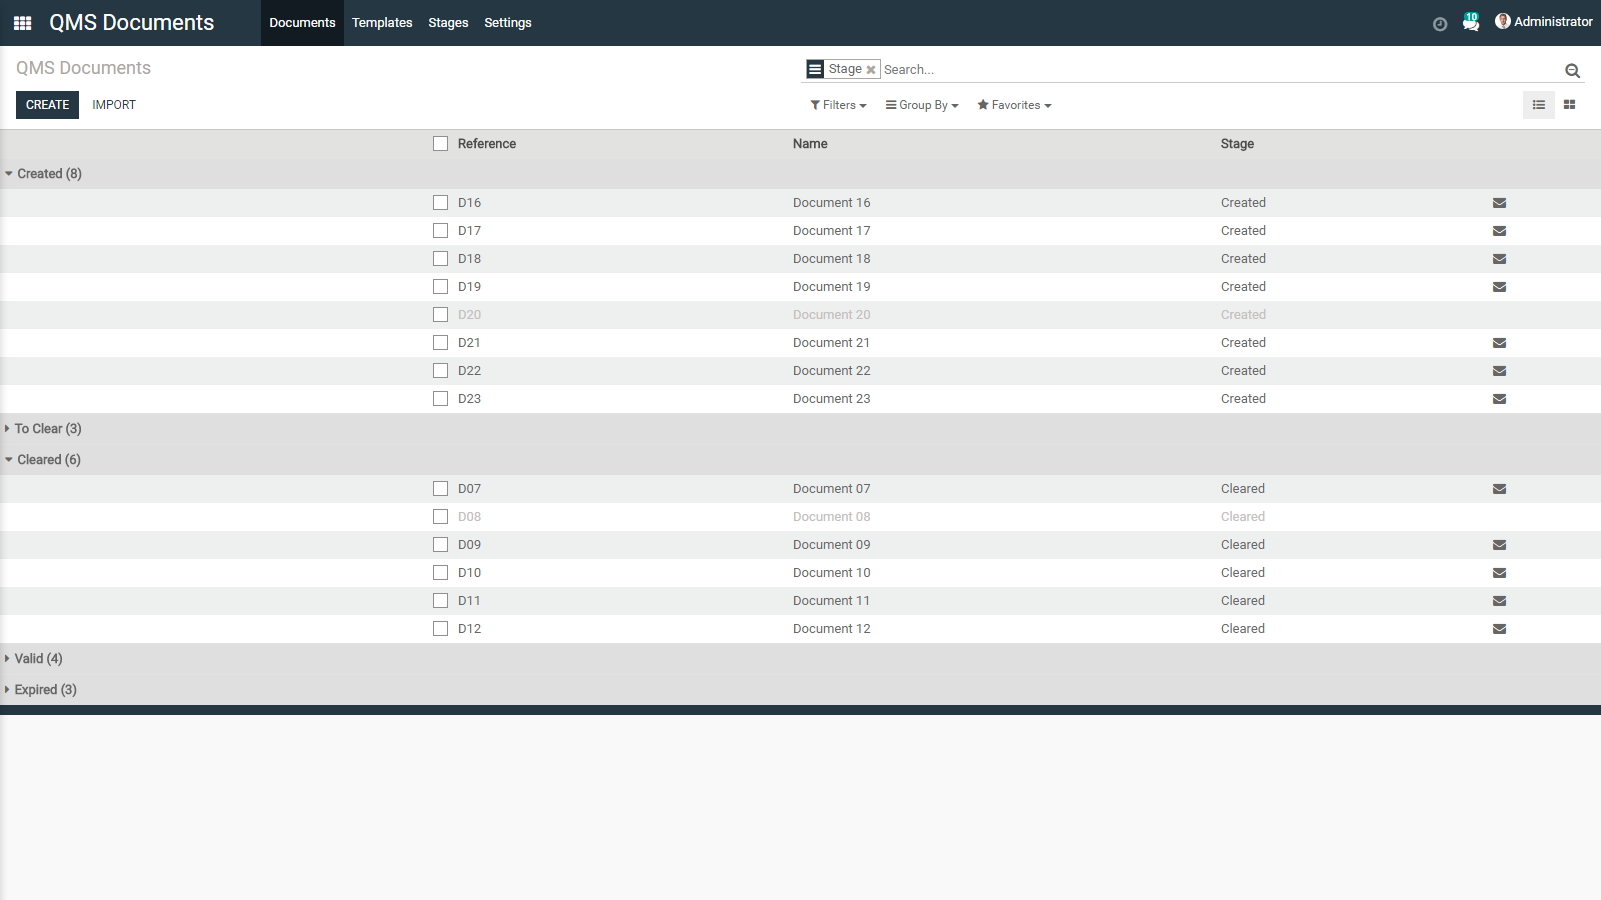 QMS Documents Documents Templates Stages Settings 10 Administrator
QMS Documents Stage Search...
CREATE IMPORT Filters Group By Favorites
Reference Name Stage
Created (8)
D16 Document 16 Created
D17 Document 17 Created
D18 Document 18 Created
D19 Document 19 Created
D20 Document 20 Created
D21 Document 21 Created
D22 Document 22 Created
D23 Document 23 Created
To Clear (3)
Cleared (6)
D07 Document 07 Cleared
D08 Document 08 Cleared
D09 Document 09 Cleared
D10 Document 10 Cleared
D11 Document 11 Cleared
D12 Document 12 Cleared
Valid (4)
Expired (3)